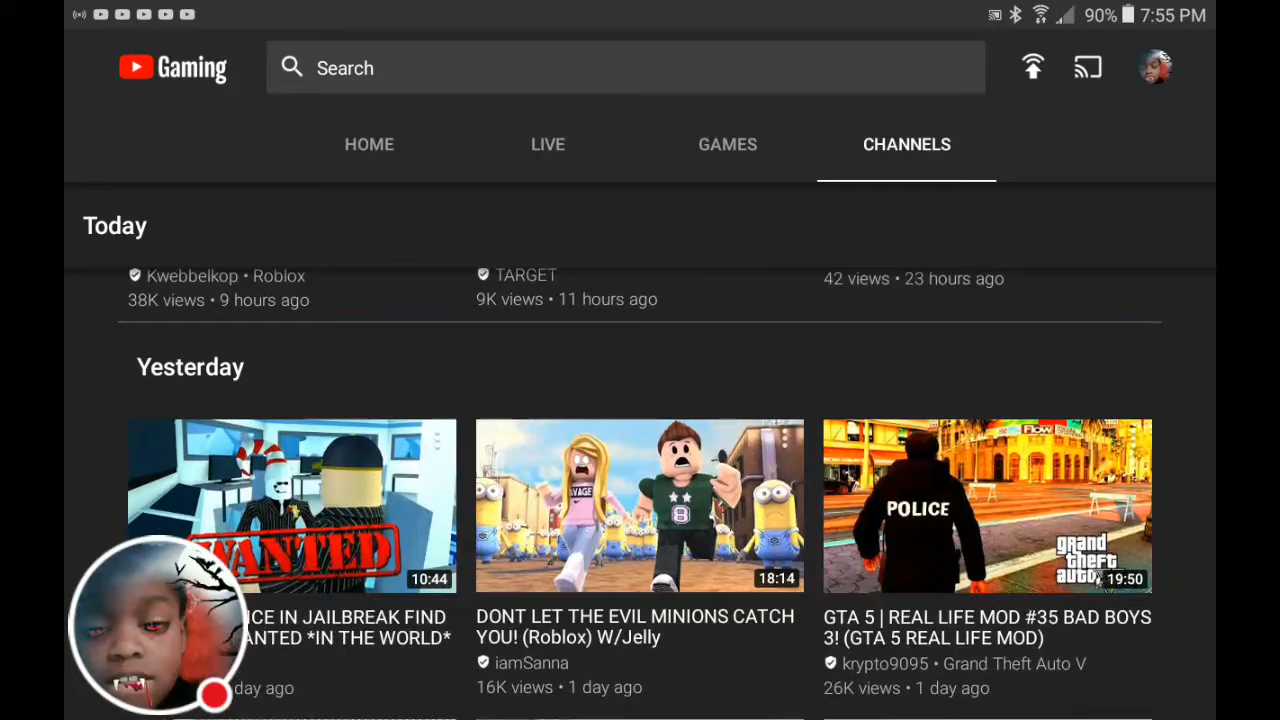 90% 7:55 PM
Gaming
Search
HOME LIVE GAMES CHANNELS
Today
Kwebbelkop • Roblox
38K views • 9 hours ago
TARGET
9K views • 11 hours ago
42 views • 23 hours ago
Yesterday
WANTED
10:44
ICE IN JAILBREAK FIND
ANTED *IN THE WORLD*
day ago
SAVAGE
8
18:14
DONT LET THE EVIL MINIONS CATCH
YOU! (Roblox) W/Jelly
iamSanna
16K views • 1 day ago
Flow
POLICE
grand
theft
auto
19:50
GTA 5 | REAL LIFE MOD #35 BAD BOYS
3! (GTA 5 REAL LIFE MOD)
krypto9095 • Grand Theft Auto V
26K views • 1 day ago